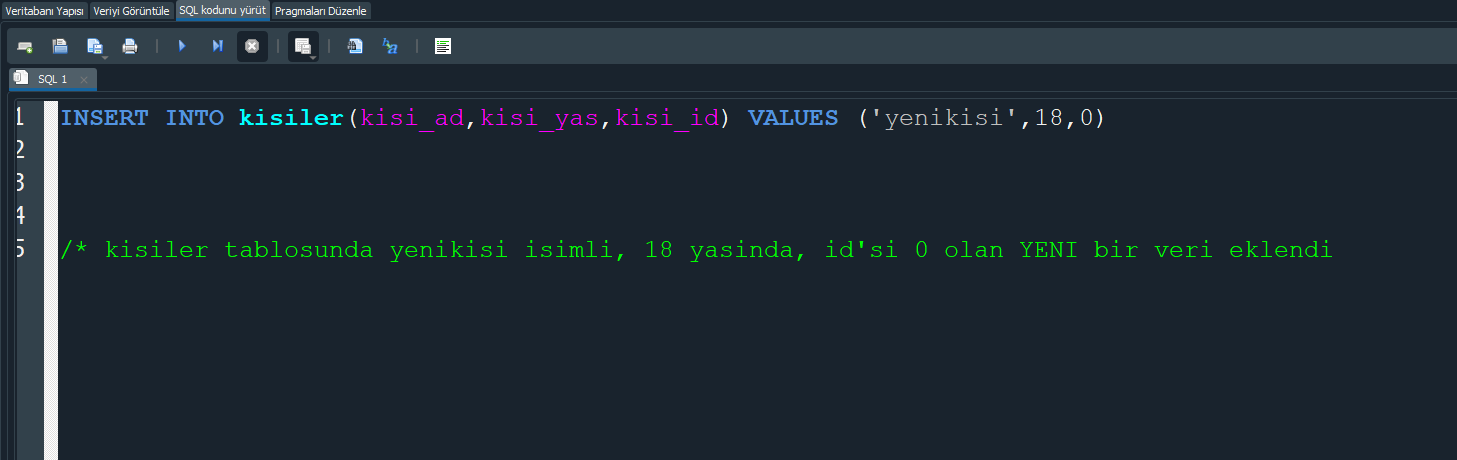 Veritabanı Yapısı Veriyi Görüntüle SQL kodunu yürüt Pragmaları Düzenle
SQL 1
1 INSERT INTO kisiler(kisi_ad,kisi_yas,kisi_id) VALUES ('yenikisi',18,0)
2
3
4
5 /* kisiler tablosunda yenikisi isimli, 18 yasinda, id'si 0 olan YENI bir veri eklendi